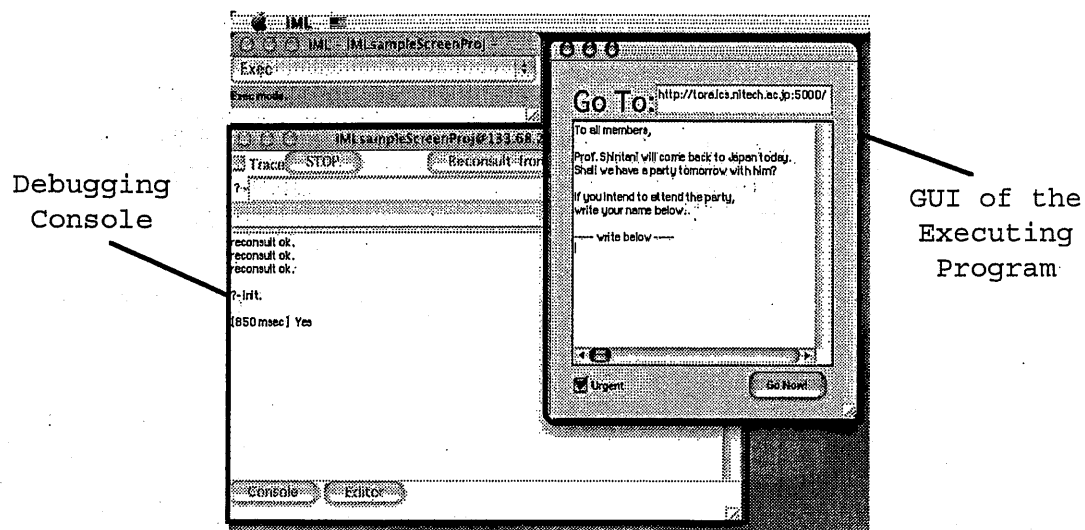 IML
IML - IMLsampleScreenProj -
Exec
Exec mode.
IMLsampleScreenProj@133.68.2
Trace STOP Reconsult from
?-
reconsult ok.
reconsult ok.
reconsult ok.
?-init.
[850 msec] Yes
Console Editor
Go To: http://tora.ics.nitech.ac.jp:5000/
To all members,
Prof. Shintani will come back to Japan today.
Shall we have a party tomorrow with him?
If you intend to attend the party,
write your name below.
---- write below ----
Urgent Go Now!
Debugging
Console
GUI of the
Executing
Program